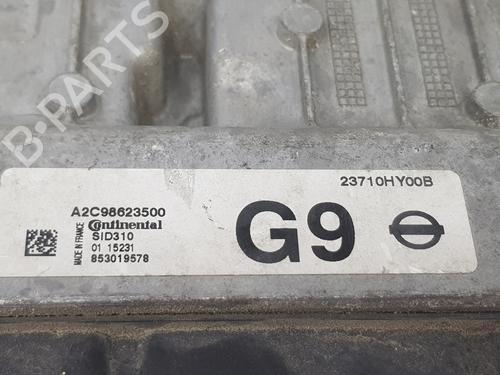 B-PARTS
23710HY00B
A2C98623500
MADE IN FRANCE
Continental
SID310
01 15231
853019578
G9